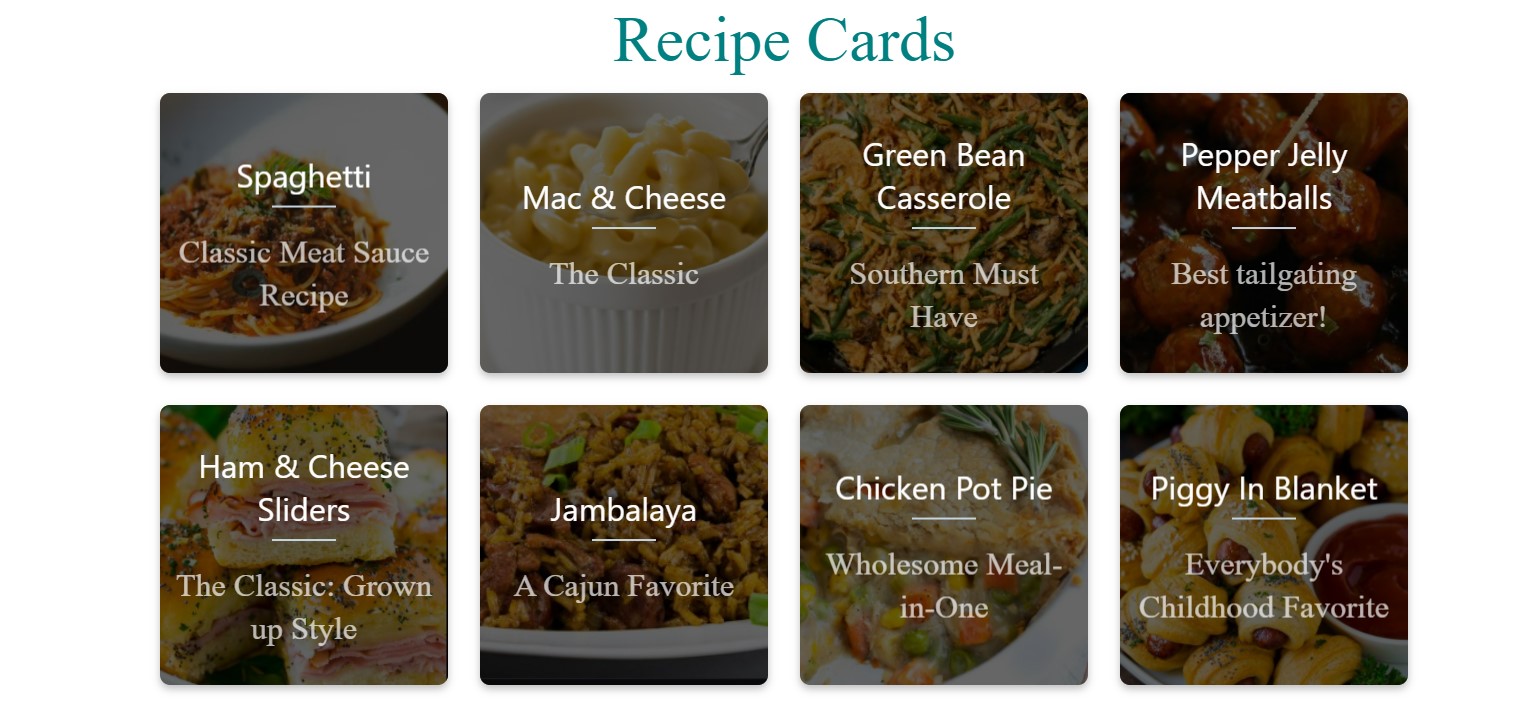 Recipe Cards
Spaghetti
Classic Meat Sauce
Recipe
Mac & Cheese
The Classic
Green Bean
Casserole
Southern Must
Have
Pepper Jelly
Meatballs
Best tailgating
appetizer!
Ham & Cheese
Sliders
The Classic: Grown
up Style
Jambalaya
A Cajun Favorite
Chicken Pot Pie
Wholesome Meal-
in-One
Piggy In Blanket
Everybody's
Childhood Favorite